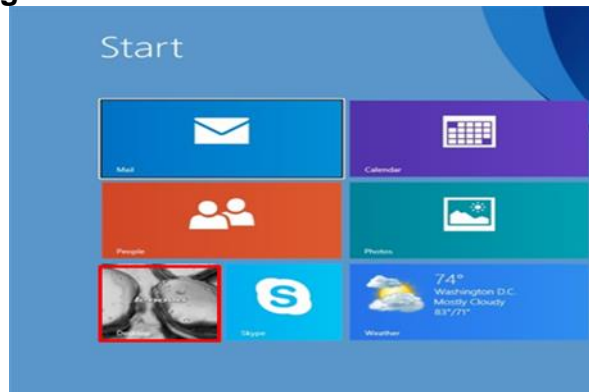 Start
Mail
Calendar
People
Photos
Desktop
Skype
74°
Washington D.C.
Mostly Cloudy
83°/71°
Weather